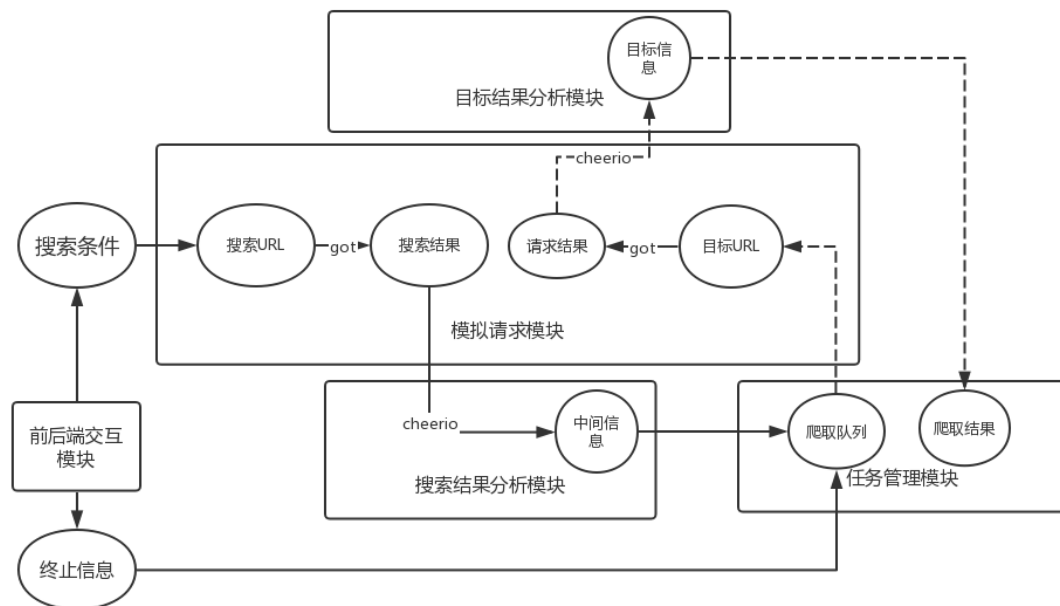 目标信
息
目标结果分析模块
cheerio
搜索条件
搜索URL
got
搜索结果
请求结果
got
目标URL
模拟请求模块
前后端交互
模块
cheerio
中间信
息
爬取队列
爬取结果
搜索结果分析模块
任务管理模块
终止信息